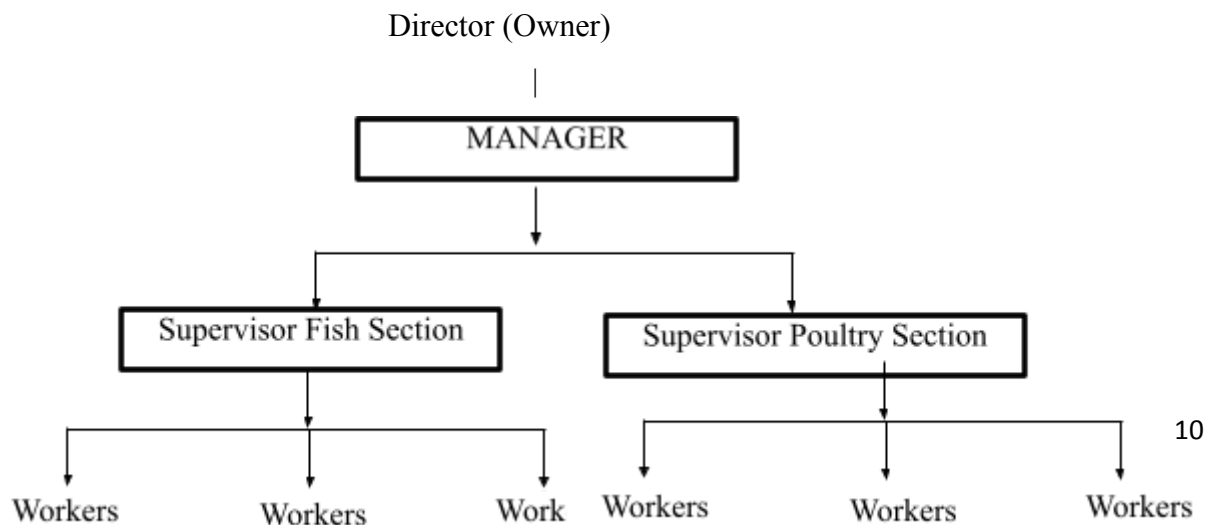 Director (Owner)
MANAGER
Supervisor Fish Section
Supervisor Poultry Section
10
Workers
Workers
Work
Workers
Workers
Workers